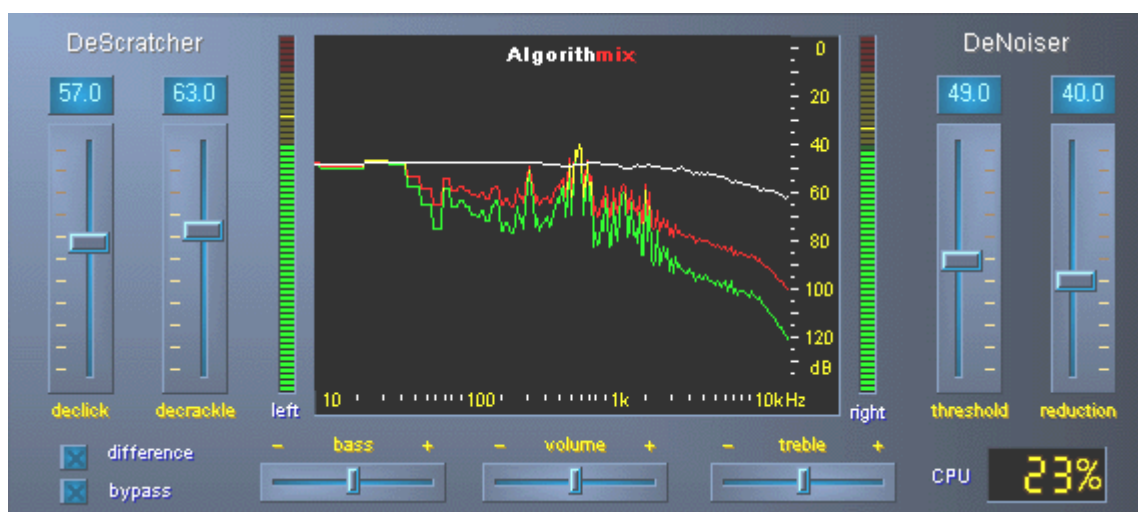 DeScratcher
Algorithmix
DeNoiser
57.0 63.0
49.0 40.0
0
20
40
60
80
100
120
dB
10 100 1k 10kHz
declick decrackle left
right threshold reduction
difference
bypass
- bass +
- volume +
- treble +
CPU 23%